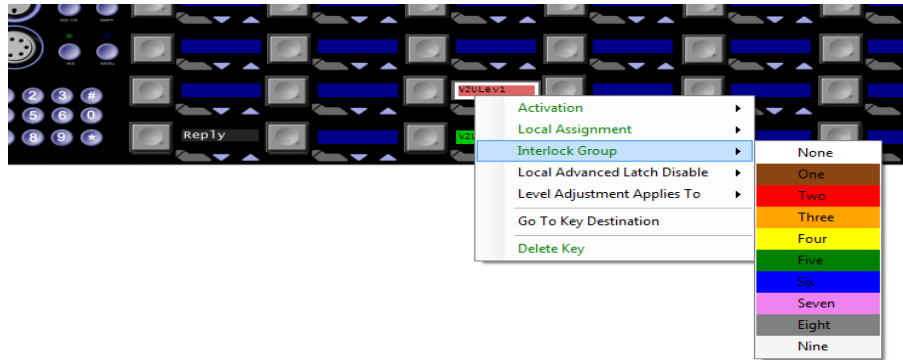 MENU
2 3 #
5 6 0
8 9 *
Reply
V2ULev1
Activation
Local Assignment
Interlock Group
Local Advanced Latch Disable
Level Adjustment Applies To
Go To Key Destination
Delete Key
None
One
Two
Three
Four
Five
Six
Seven
Eight
Nine